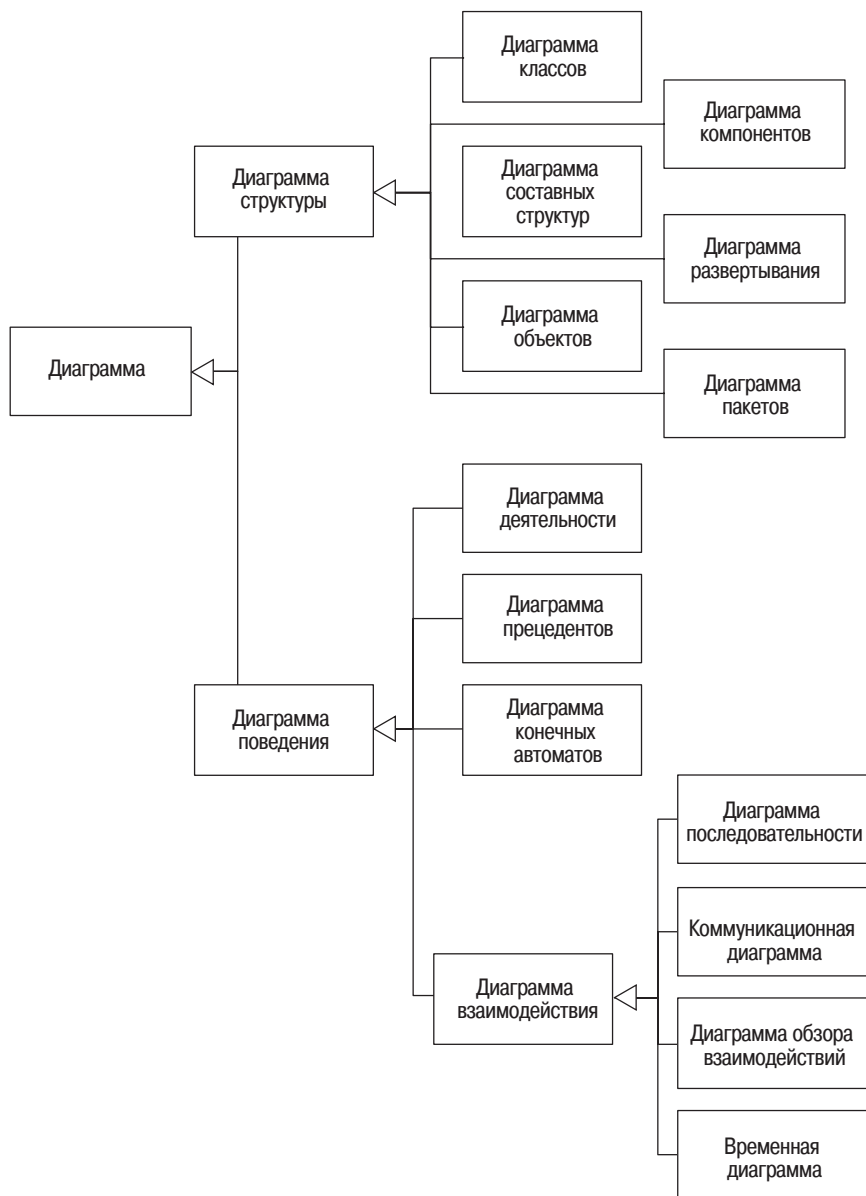 Диаграмма
классов
Диаграмма
компонентов
Диаграмма
структуры
Диаграмма
составных
структур
Диаграмма
развертывания
Диаграмма
объектов
Диаграмма
Диаграмма
пакетов
Диаграмма
деятельности
Диаграмма
прецедентов
Диаграмма
поведения
Диаграмма
конечных
автоматов
Диаграмма
последовательности
Коммуникационная
диаграмма
Диаграмма
взаимодействия
Диаграмма обзора
взаимодействий
Временная
диаграмма